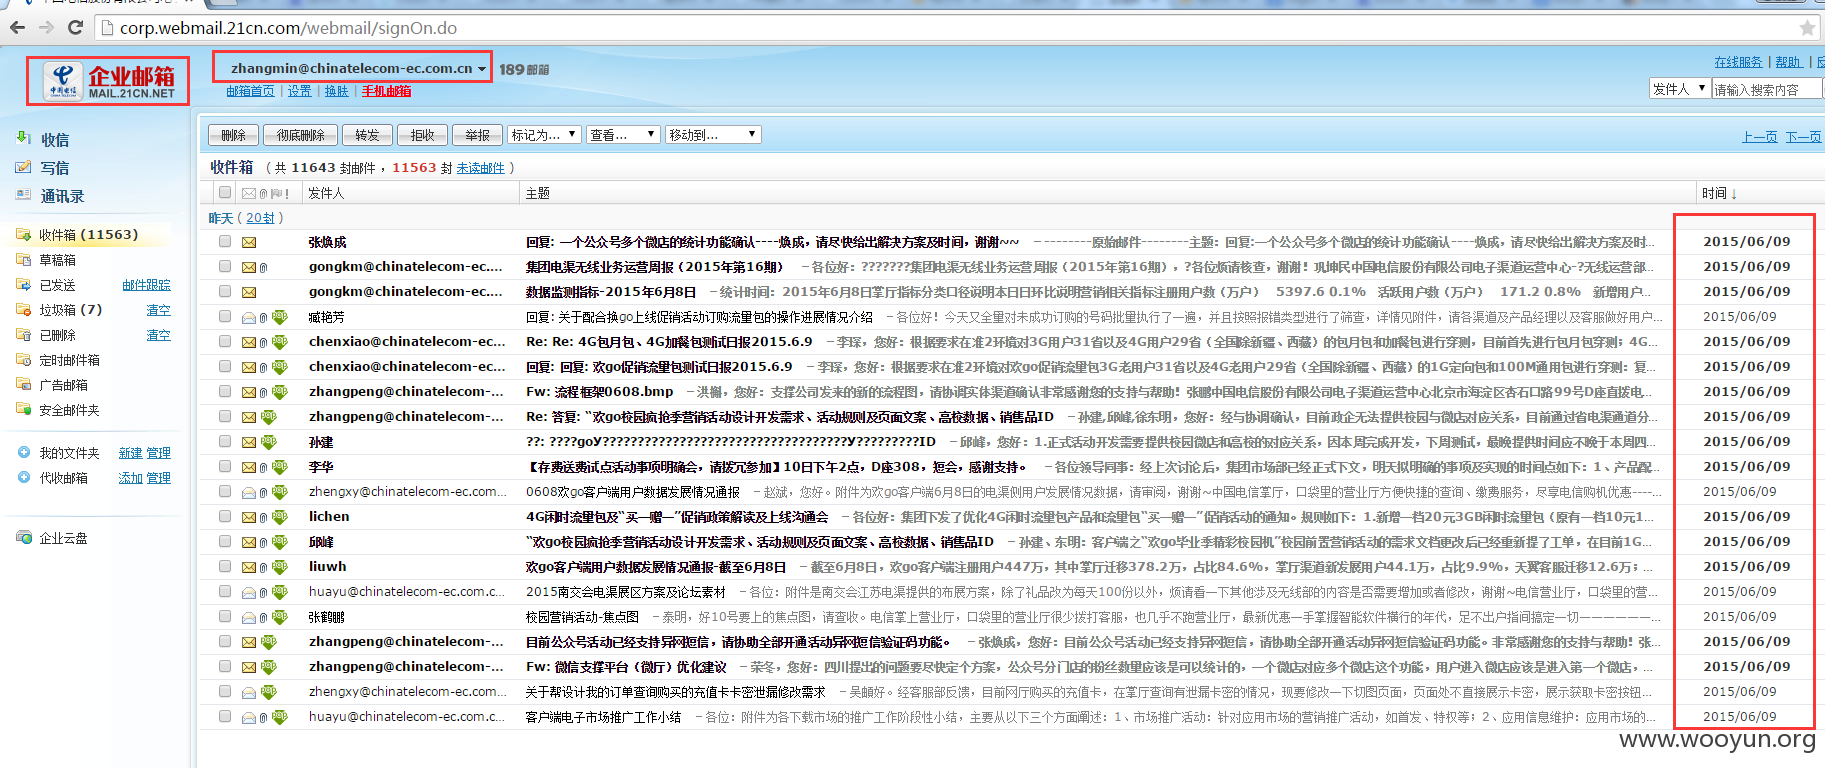 corp.webmail.21cn.com/webmail/signOn.do
中国电信 企业邮箱
MAIL.21CN.NET
zhangmin@chinatelecom-ec.com.cn 189邮箱
邮箱首页 | 设置 | 换肤 | 手机邮箱
在线服务 | 帮助 |
发件人 请输入搜索内容
收信
写信
通讯录
收件箱 (11563)
草稿箱
已发送 邮件跟踪
垃圾箱 (7) 清空
已删除 清空
定时邮件箱
广告邮箱
安全邮件夹
我的文件夹 新建 管理
代收邮箱 添加 管理
企业云盘
删除 彻底删除 转发 拒收 举报 标记为... 查看... 移动到... 上一页 下一页
收件箱 （共 11643 封邮件 ，11563 封 未读邮件 ）
发件人 主题 时间↓
昨天（20封）
张焕成 回复: 一个公众号多个微店的统计功能确认----焕成，请尽快给出解决方案及时间，谢谢~~ ---------原始邮件--------主题：回复:一个公众号多个微店的统计功能确认----焕成，请尽快给出解决方案及时... 2015/06/09
gongkm@chinatelecom-ec.... 集团电渠无线业务运营周报（2015年第16期） －各位好：???????集团电渠无线业务运营周报（2015年第16期），?各位烦请核查，谢谢！巩坤民中国电信股份有限公司电子渠道运营中心-?无线运营部... 2015/06/09
gongkm@chinatelecom-ec.... 数据监测指标-2015年6月8日 －统计时间：2015年6月8日掌厅指标分类口径说明本日日环比说明营销相关指标注册用户数（万户） 5397.6 0.1% 活跃用户数（万户） 171.2 0.8% 新增用户... 2015/06/09
臧艳芳 回复: 关于配合换go上线促销活动订购流量包的操作进展情况介绍 －各位好！今天又全量对未成功订购的号码批量执行了一遍，并且按照报错类型进行了筛查，详情见附件，请各渠道及产品经理以及客服做好用户... 2015/06/09
chenxiao@chinatelecom-... Re: Re: 4G包月包、4G加餐包测试日报2015.6.9 －李琛，您好：根据要求在准2环境对3G用户31省以及4G用户29省（全国除新疆、西藏）的包月包和加餐包进行穿测，目前首先进行包月包穿测；4G... 2015/06/09
chenxiao@chinatelecom-... 回复: 回复: 欢go促销流量包测试日报2015.6.9 －李琛，您好：根据要求在准2环境对欢go促销流量包3G老用户31省以及4G老用户29省（全国除新疆、西藏）的1G定向包和100M通用包进行穿测：复... 2015/06/09
zhangpeng@chinatelecom-... Fw: 流程框架0608.bmp －洪瀚，您好：支撑公司发来的新的流程图，请协调实体渠道确认非常感谢您的支持与帮助！张鹏中国电信股份有限公司电子渠道运营中心北京市海淀区杏石口路99号D座直拨电... 2015/06/09
zhangpeng@chinatelecom-... Re: 答复: “欢go校园疯抢季营销活动设计开发需求、活动规则及页面文案、高校数据、销售品ID －孙建,邱峰,徐东明，您好：经与协调确认，目前政企无法提供校园与微店对应关系，目前通过省电渠道通分... 2015/06/09
李华 【存费送费试点活动事项明确会，请拨冗参加】10日下午2点，D座308，短会，感谢支持。 －各位领导同事：经上次讨论后，集团市场部已经正式下文，明天拟明确的事项及实现的时间点如下：1、产品配... 2015/06/09
zhengxy@chinatelecom-ec.com... 0608欢go客户端用户数据发展情况通报 －赵斌，您好。附件为欢go客户端6月8日的电渠侧用户发展情况数据，请审阅，谢谢~中国电信掌厅，口袋里的营业厅方便快捷的查询、缴费服务，尽享电信购机优惠----... 2015/06/09
lichen 4G闲时流量包及“买一赠一”促销政策解读及上线沟通会 －各位好：集团下发了优化4G闲时流量包产品和流量包“买一赠一”促销活动的通知。规则如下：1.新增一档20元3GB闲时流量包（原有一档10元1... 2015/06/09
邱峰 “欢go校园疯抢季营销活动设计开发需求、活动规则及页面文案、高校数据、销售品ID －孙建、东明：客户端之“欢go毕业季精彩校园机”校园前置营销活动的需求文档更改后已经重新提了工单，在目前1G... 2015/06/09
liuwh 欢go客户端用户数据发展情况通报-截至6月8日 －截至6月8日，欢go客户端注册用户447万，其中掌厅迁移378.2万，占比84.6%，掌厅渠道新发展用户44.1万，占比9.9%，天翼客服迁移12.6万；... 2015/06/09
huayu@chinatelecom-ec.com.c... 2015南交会电渠展区方案及论坛素材 －各位：附件是南交会江苏电渠提供的布展方案，除了礼品改为每天100份以外，烦请看一下其他涉及无线部的内容是否需要增加或者修改，谢谢~电信营业厅，口袋里的营... 2015/06/09
张鹤鹏 校园营销活动-焦点图 －泰明，好10号要上的焦点图，请查收。电信掌上营业厅，口袋里的营业厅很少拨打客服，也几乎不跑营业厅，最新优惠一手掌握智能软件横行的年代，足不出户指间搞定一切------... 2015/06/09
zhangpeng@chinatelecom-... 目前公众号活动已经支持异网短信，请协助全部开通活动异网短信验证码功能。 －张焕成，您好：目前公众号活动已经支持异网短信，请协助全部开通活动异网短信验证码功能。非常感谢您的支持与帮助！张... 2015/06/09
zhangpeng@chinatelecom-... Fw: 微信支撑平台（微厅）优化建议 －荣冬，您好：四川提出的问题要尽快定个方案，公众号分门店的粉丝数量应该是可以统计的，一个微店对应多个微店这个功能，用户进入微店应该是进入第一个微店，... 2015/06/09
zhengxy@chinatelecom-ec.com... 关于帮设计我的订单查询购买的充值卡卡密泄漏修改需求 －吴頔好。经客服部反馈，目前网厅购买的充值卡，在掌厅查询有泄漏卡密的情况，现要修改一下切图页面，页面处不直接展示卡密，展示获取卡密按钮... 2015/06/09
huayu@chinatelecom-ec.com.c... 客户端电子市场推广工作小结 －各位：附件为各下载市场的推广工作阶段性小结，主要从以下三个方面阐述：1、市场推广活动：针对应用市场的营销推广活动，如首发、特权等；2、应用信息维护：应用市场的... 2015/06/09
www.wooyun.org